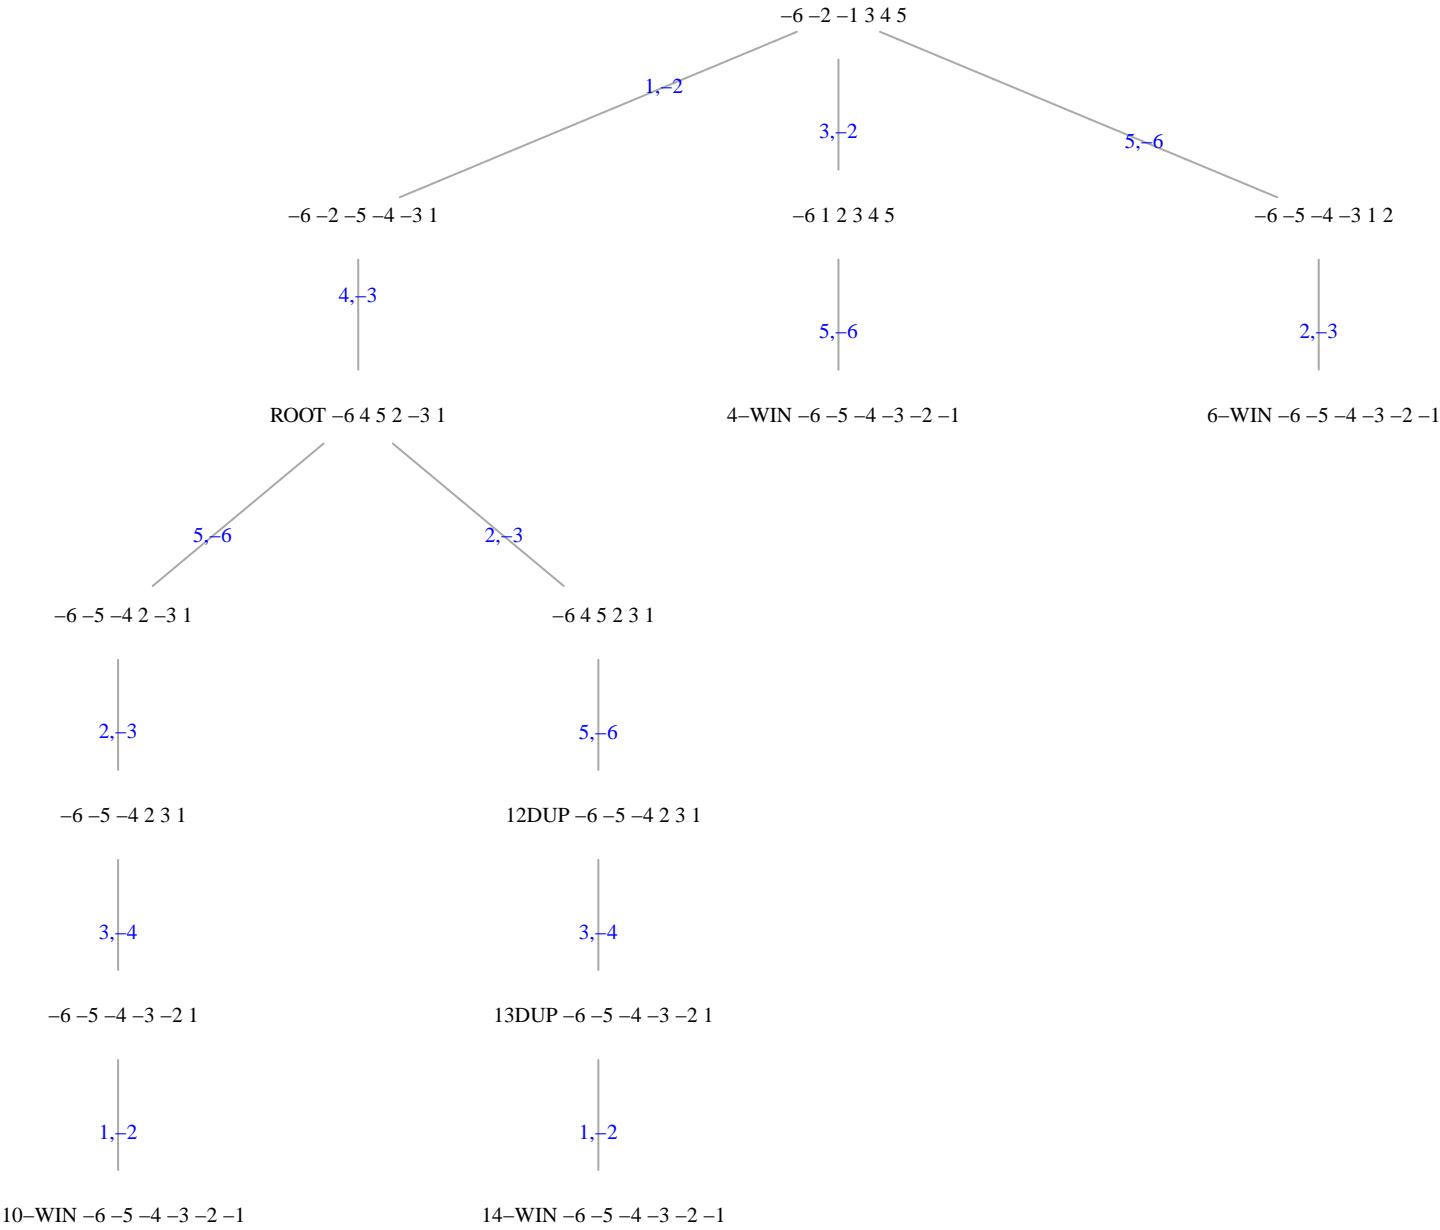 −6 −2 −1 3 4 5
1,−2
3,−2
5,−6
−6 −2 −5 −4 −3 1
−6 1 2 3 4 5
−6 −5 −4 −3 1 2
4,−3
5,−6
2,−3
ROOT −6 4 5 2 −3 1
4−WIN −6 −5 −4 −3 −2 −1
6−WIN −6 −5 −4 −3 −2 −1
5,−6
2,−3
−6 −5 −4 2 −3 1
−6 4 5 2 3 1
2,−3
5,−6
−6 −5 −4 2 3 1
12DUP −6 −5 −4 2 3 1
3,−4
3,−4
−6 −5 −4 −3 −2 1
13DUP −6 −5 −4 −3 −2 1
1,−2
1,−2
10−WIN −6 −5 −4 −3 −2 −1
14−WIN −6 −5 −4 −3 −2 −1